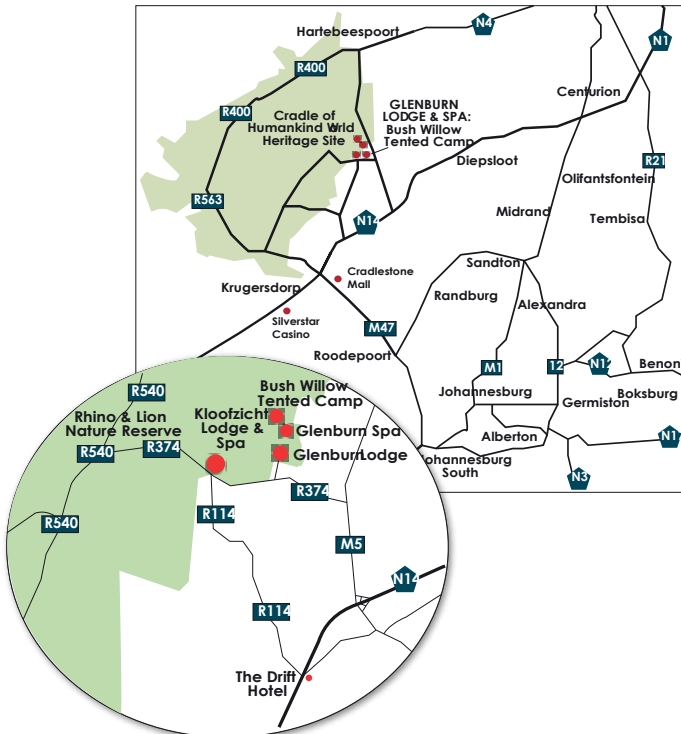 Hartebeespoort
N4
N1
R400
Centurion
R400
Cradle of
Humankind Wrld
Heritage Site
GLENBURN
LODGE & SPA:
Bush Willow
Tented Camp
Diepsloot
R21
Olifantsfontein
R563
Midrand
Tembisa
N14
Sandton
Cradlestone
Mall
Krugersdorp
Randburg
Alexandra
Silverstar
Casino
M47
Roodepoort
M1
12
N12
Benon
Johannesburg
Germiston
Boksburg
Alberton
N1
Johannesburg
South
N3
R540
Bush Willow
Tented Camp
Rhino & Lion
Nature Reserve
Kloofzicht
Lodge &
Spa
Glenburn Spa
R540
R374
Glenburn Lodge
R374
R540
R114
M5
N14
R114
The Drift
Hotel